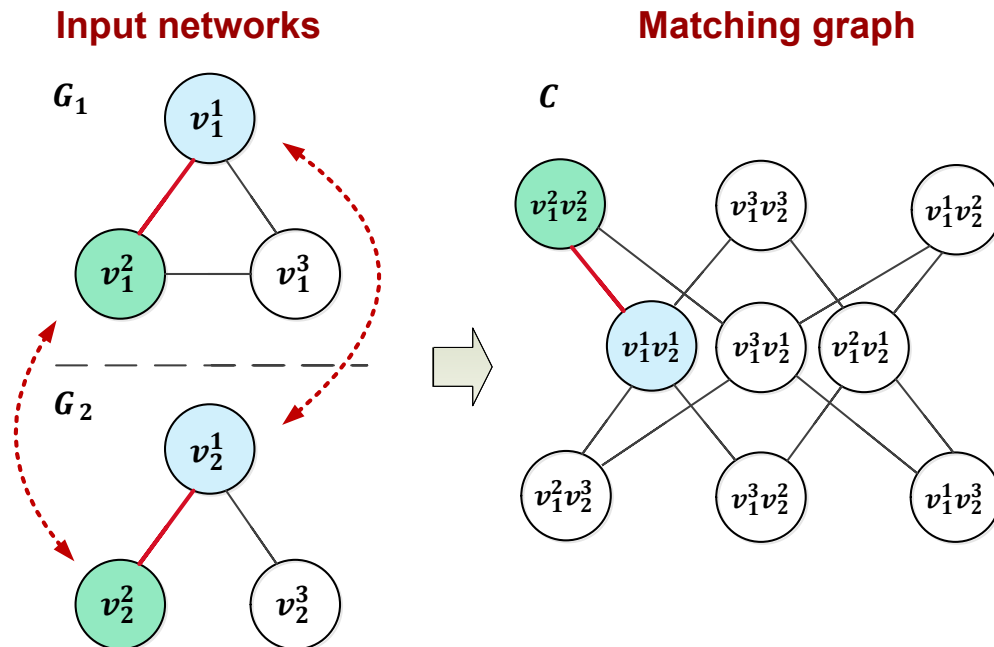 Input networks
G₁
v₁¹
v₁²
v₁³
G₂
v₂¹
v₂²
v₂³
Matching graph
C
v₁²v₂²
v₁³v₂³
v₁¹v₂²
v₁¹v₂¹
v₁³v₂¹
v₁²v₂¹
v₁²v₂³
v₁³v₂²
v₁¹v₂³